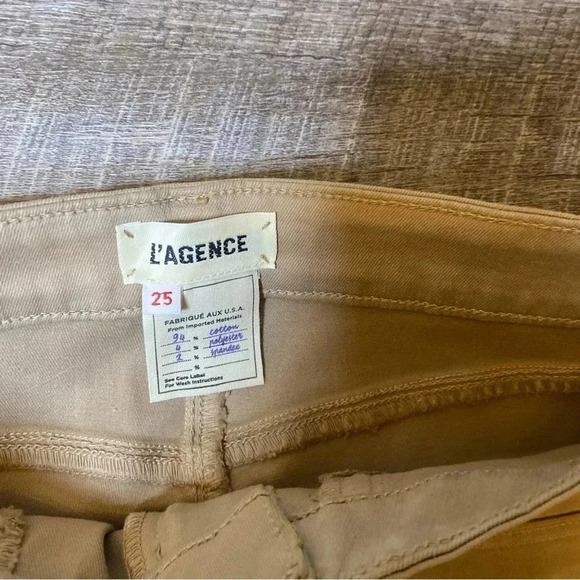 L'AGENCE
25
FABRIQUÉ AUX U.S.A.
From Imported Materials
94 % cotton
4 % polyester
2 % spandex
%
See Care Label
For Wash Instructions